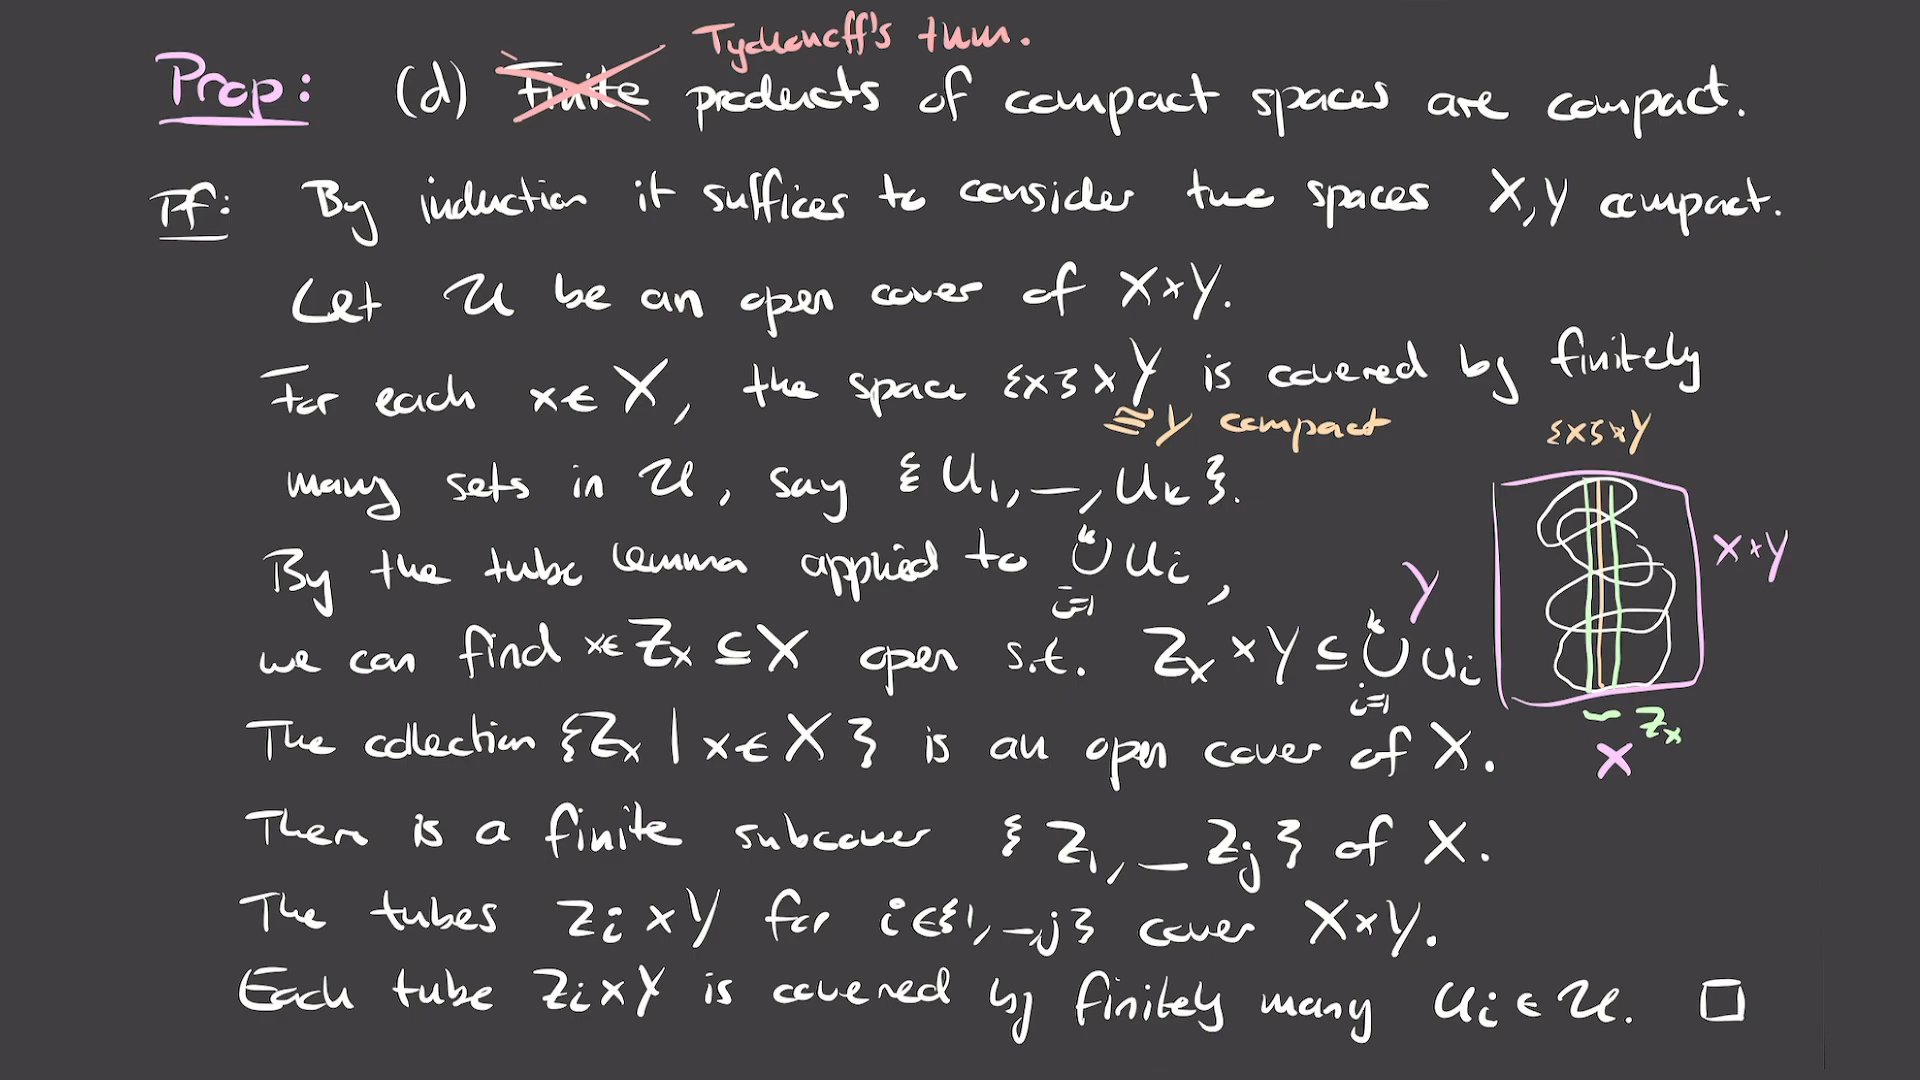 Tychonoff's thm.
Prop: (d) Finite products of compact spaces are compact.
Pf: By induction it suffices to consider two spaces X, Y compact.
Let U be an open cover of X×Y.
For each x∈X, the space {x}×Y is covered by finitely
≅Y compact
{x}×Y
many sets in U, say {U₁, —, Uₖ}.
By the tube lemma applied to ⋃ᵏᵢ₌₁ Uᵢ,
we can find x∈ Zₓ ⊆ X open s.t. Zₓ × Y ⊆ ⋃ᵏᵢ₌₁ Uᵢ
Y
X×Y
Zₓ
X
The collection {Zₓ | x∈X} is an open cover of X.
There is a finite subcover {Z₁, — Zⱼ} of X.
The tubes Zᵢ×Y for i∈{1, —, j} cover X×Y.
Each tube Zᵢ×Y is covered by finitely many Uᵢ ∈ U. □